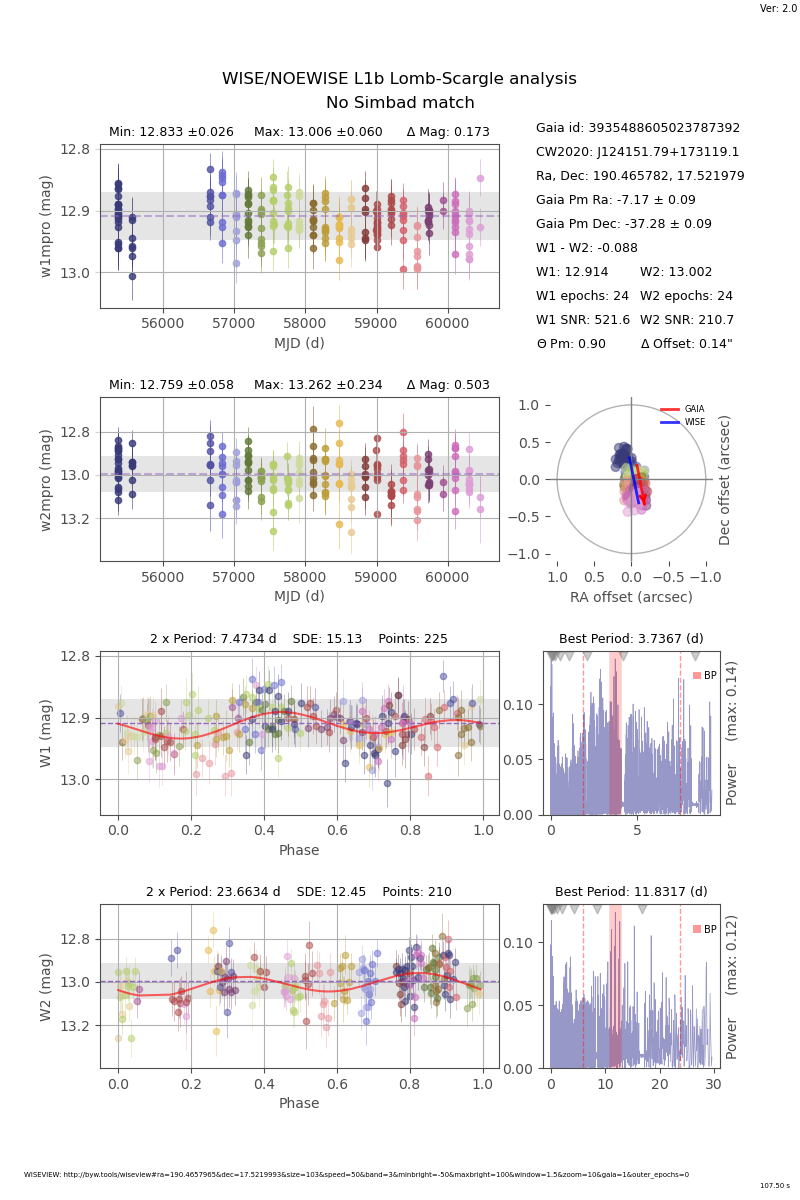 Ver: 2.0
WISE/NOEWISE L1b Lomb-Scargle analysis
No Simbad match
Min: 12.833 ±0.026 Max: 13.006 ±0.060 Δ Mag: 0.173
12.8
12.9
13.0
w1mpro (mag)
56000 57000 58000 59000 60000
MJD (d)
Gaia id: 3935488605023787392
CW2020: J124151.79+173119.1
Ra, Dec: 190.465782, 17.521979
Gaia Pm Ra: -7.17 ± 0.09
Gaia Pm Dec: -37.28 ± 0.09
W1 - W2: -0.088
W1: 12.914 W2: 13.002
W1 epochs: 24 W2 epochs: 24
W1 SNR: 521.6 W2 SNR: 210.7
Θ Pm: 0.90 Δ Offset: 0.14"
Min: 12.759 ±0.058 Max: 13.262 ±0.234 Δ Mag: 0.503
12.8
13.0
13.2
w2mpro (mag)
56000 57000 58000 59000 60000
MJD (d)
GAIA
WISE
1.0
0.5
0.0
−0.5
−1.0
1.0 0.5 0.0 −0.5 −1.0
RA offset (arcsec)
Dec offset (arcsec)
2 x Period: 7.4734 d SDE: 15.13 Points: 225
12.8
12.9
13.0
W1 (mag)
0.0 0.2 0.4 0.6 0.8 1.0
Phase
Best Period: 3.7367 (d)
BP
0.10
0.05
0.00
0 5
Power (max: 0.14)
2 x Period: 23.6634 d SDE: 12.45 Points: 210
12.8
13.0
13.2
W2 (mag)
0.0 0.2 0.4 0.6 0.8 1.0
Phase
Best Period: 11.8317 (d)
BP
0.10
0.05
0.00
0 10 20 30
Power (max: 0.12)
WISEVIEW: http://byw.tools/wiseview#ra=190.4657965&dec=17.5219993&size=103&speed=50&band=3&minbright=-50&maxbright=100&window=1.5&zoom=10&gaia=1&outer_epochs=0
107.50 s